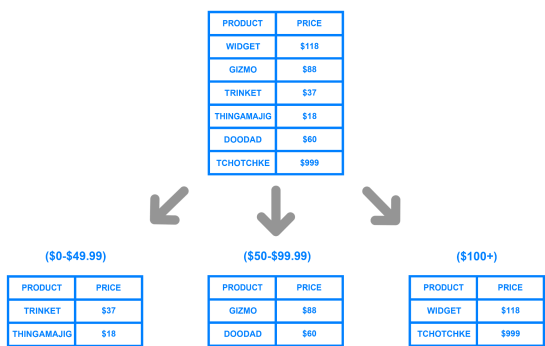 PRODUCT PRICE
WIDGET $118
GIZMO $88
TRINKET $37
THINGAMAJIG $18
DOODAD $60
TCHOTCHKE $999
($0-$49.99) ($50-$99.99) ($100+)
PRODUCT PRICE PRODUCT PRICE PRODUCT PRICE
TRINKET $37 GIZMO $88 WIDGET $118
THINGAMAJIG $18 DOODAD $60 TCHOTCHKE $999